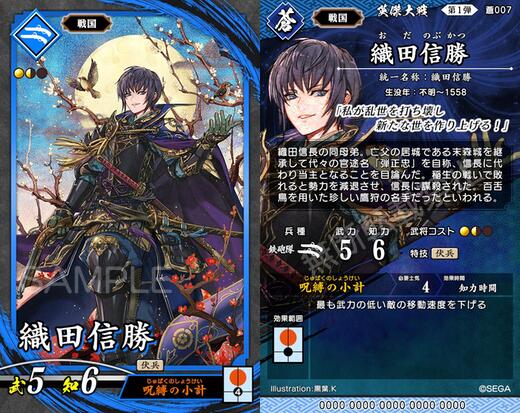 戦国
SAMPLE
織田信勝
伏兵
武5 知6
じゅばくのしょうけい
呪縛の小計
4
蒼
戦国
英傑大戦
第1弾
蒼007
おだのぶかつ
織田信勝
統一名称：織田信勝
生没年：不明～1558
「私が乱世を打ち壊し
新たな世を作り上げる！」
織田信長の同母弟。亡父の居城である末森城を継
承して代々の官途名「弾正忠」を自称、信長に代
わり当主となることを目論んだ。稲生の戦いで敗
れると勢力を減退させ、信長に謀殺された。百舌
鳥を用いた珍しい鷹狩の名手だったといわれる。
兵種 武力 知力 武将コスト
鉄砲隊 5 6
特技 伏兵
じゅばくのしょうけい 必要士気 効果時間
呪縛の小計 4 知力時間
最も武力の低い敵の移動速度を下げる
効果範囲
Illustration:黒葉.K
©SEGA
0000 0000 0000 0000 0000